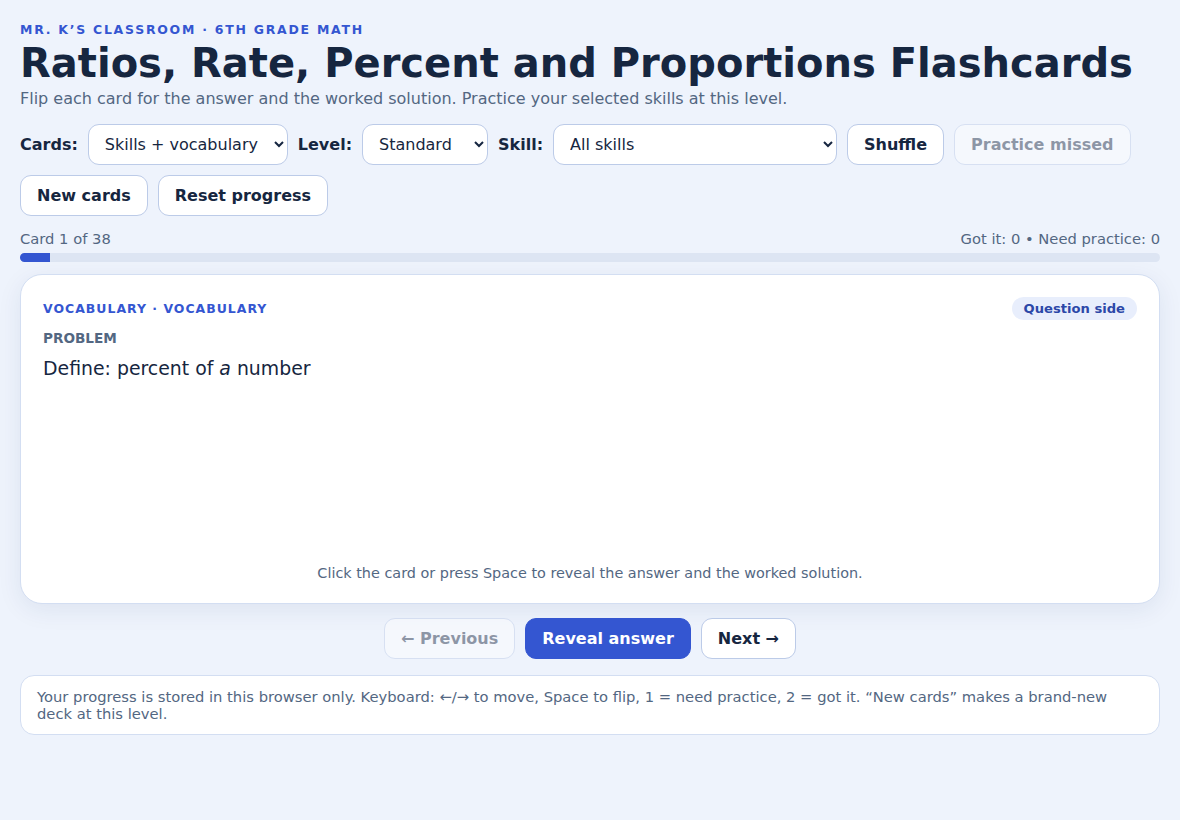 MR. K’S CLASSROOM · 6TH GRADE MATH
Ratios, Rate, Percent and Proportions Flashcards
Flip each card for the answer and the worked solution. Practice your selected skills at this level.
Cards: Skills + vocabulary Level: Standard Skill: All skills Shuffle Practice missed
New cards Reset progress
Card 1 of 38 Got it: 0 • Need practice: 0
VOCABULARY · VOCABULARY Question side
PROBLEM
Define: percent of a number
Click the card or press Space to reveal the answer and the worked solution.
← Previous Reveal answer Next →
Your progress is stored in this browser only. Keyboard: ←/→ to move, Space to flip, 1 = need practice, 2 = got it. “New cards” makes a brand-new
deck at this level.